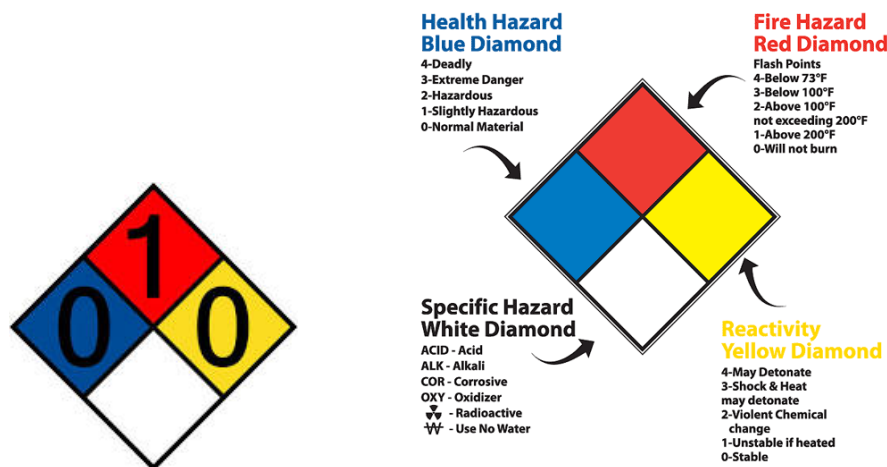 1
0 0
Health Hazard
Blue Diamond
4-Deadly
3-Extreme Danger
2-Hazardous
1-Slightly Hazardous
0-Normal Material
Fire Hazard
Red Diamond
Flash Points
4-Below 73°F
3-Below 100°F
2-Above 100°F
not exceeding 200°F
1-Above 200°F
0-Will not burn
Specific Hazard
White Diamond
ACID - Acid
ALK - Alkali
COR - Corrosive
OXY - Oxidizer
- Radioactive
W - Use No Water
Reactivity
Yellow Diamond
4-May Detonate
3-Shock & Heat
may detonate
2-Violent Chemical
change
1-Unstable if heated
0-Stable